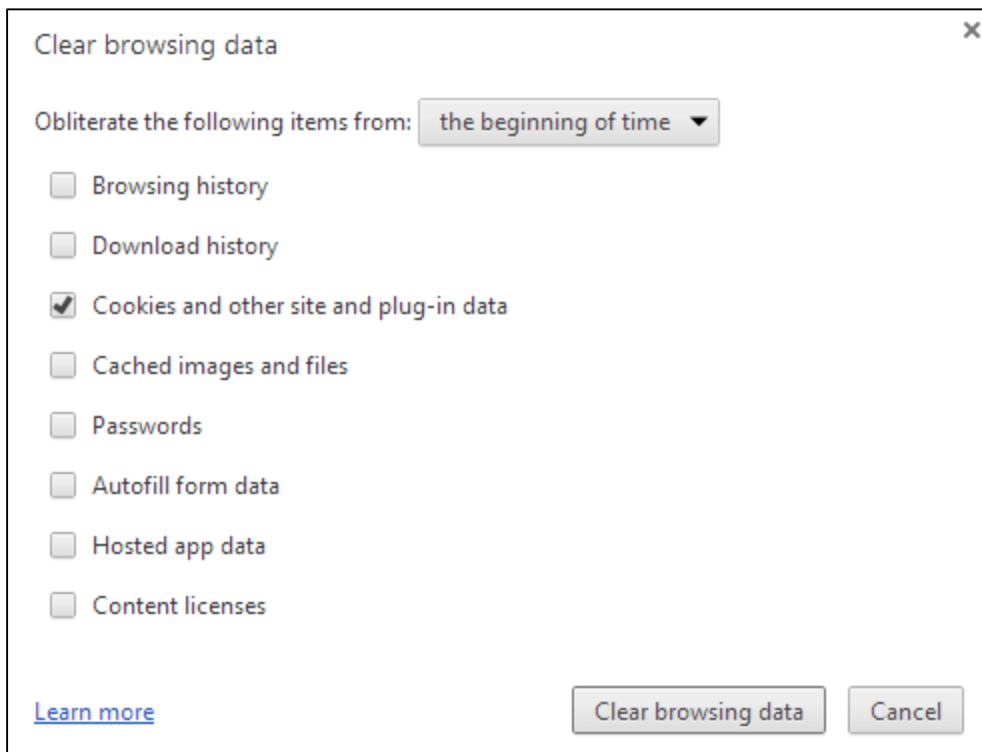 Clear browsing data
Obliterate the following items from: the beginning of time
Browsing history
Download history
Cookies and other site and plug-in data
Cached images and files
Passwords
Autofill form data
Hosted app data
Content licenses
Learn more Clear browsing data Cancel